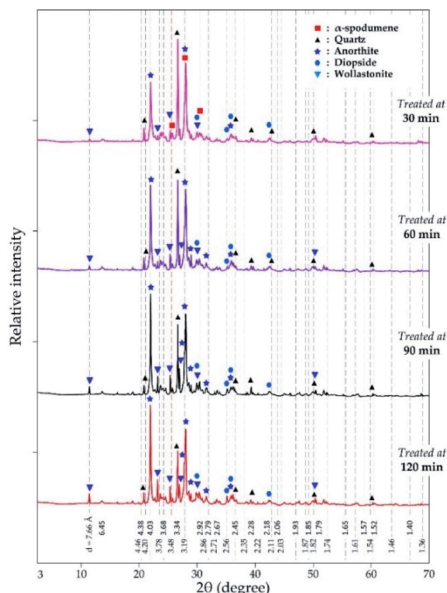 α-spodumene
: Quartz
: Anorthite
: Diopside
: Wollastonite
Treated at
30 min
Treated at
60 min
Treated at
90 min
Treated at
120 min
Relative intensity
d = 7.66 Å
6.45
4.46
4.38
4.20
4.03
3.78
3.68
3.48
3.34
3.19
2.92
2.86
2.79
2.71
2.67
2.56
2.45
2.35
2.28
2.22
2.18
2.11
2.06
2.03
1.93
1.87
1.85
1.82
1.79
1.74
1.65
1.61
1.57
1.54
1.52
1.46
1.40
1.36
3 10 20 30 40 50 60 70
2θ (degree)